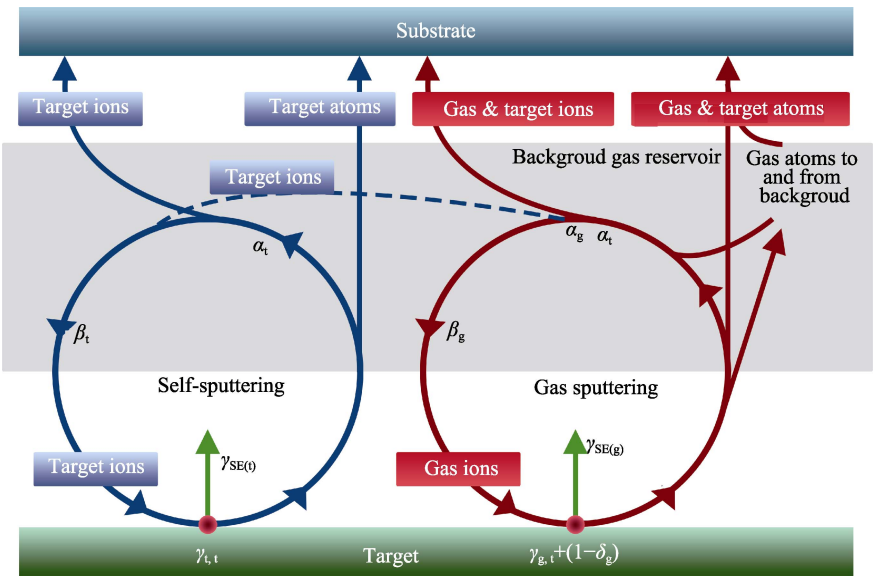 Substrate
Target ions
Target atoms
Gas & target ions
Gas & target atoms
Backgroud gas reservoir
Gas atoms to
and from
backgroud
Target ions
αt
αg
αt
βt
βg
Self-sputtering
Gas sputtering
Target ions
γSE(t)
Gas ions
γSE(g)
γt, t
Target
γg, t+(1−δg)